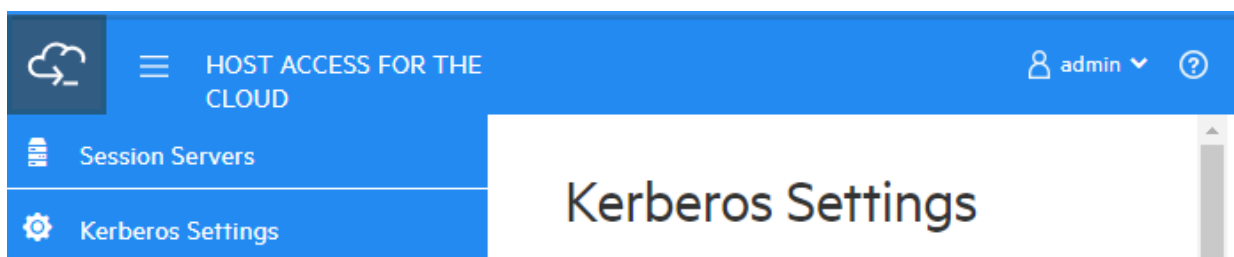 HOST ACCESS FOR THE
CLOUD
admin
Session Servers
Kerberos Settings
Kerberos Settings